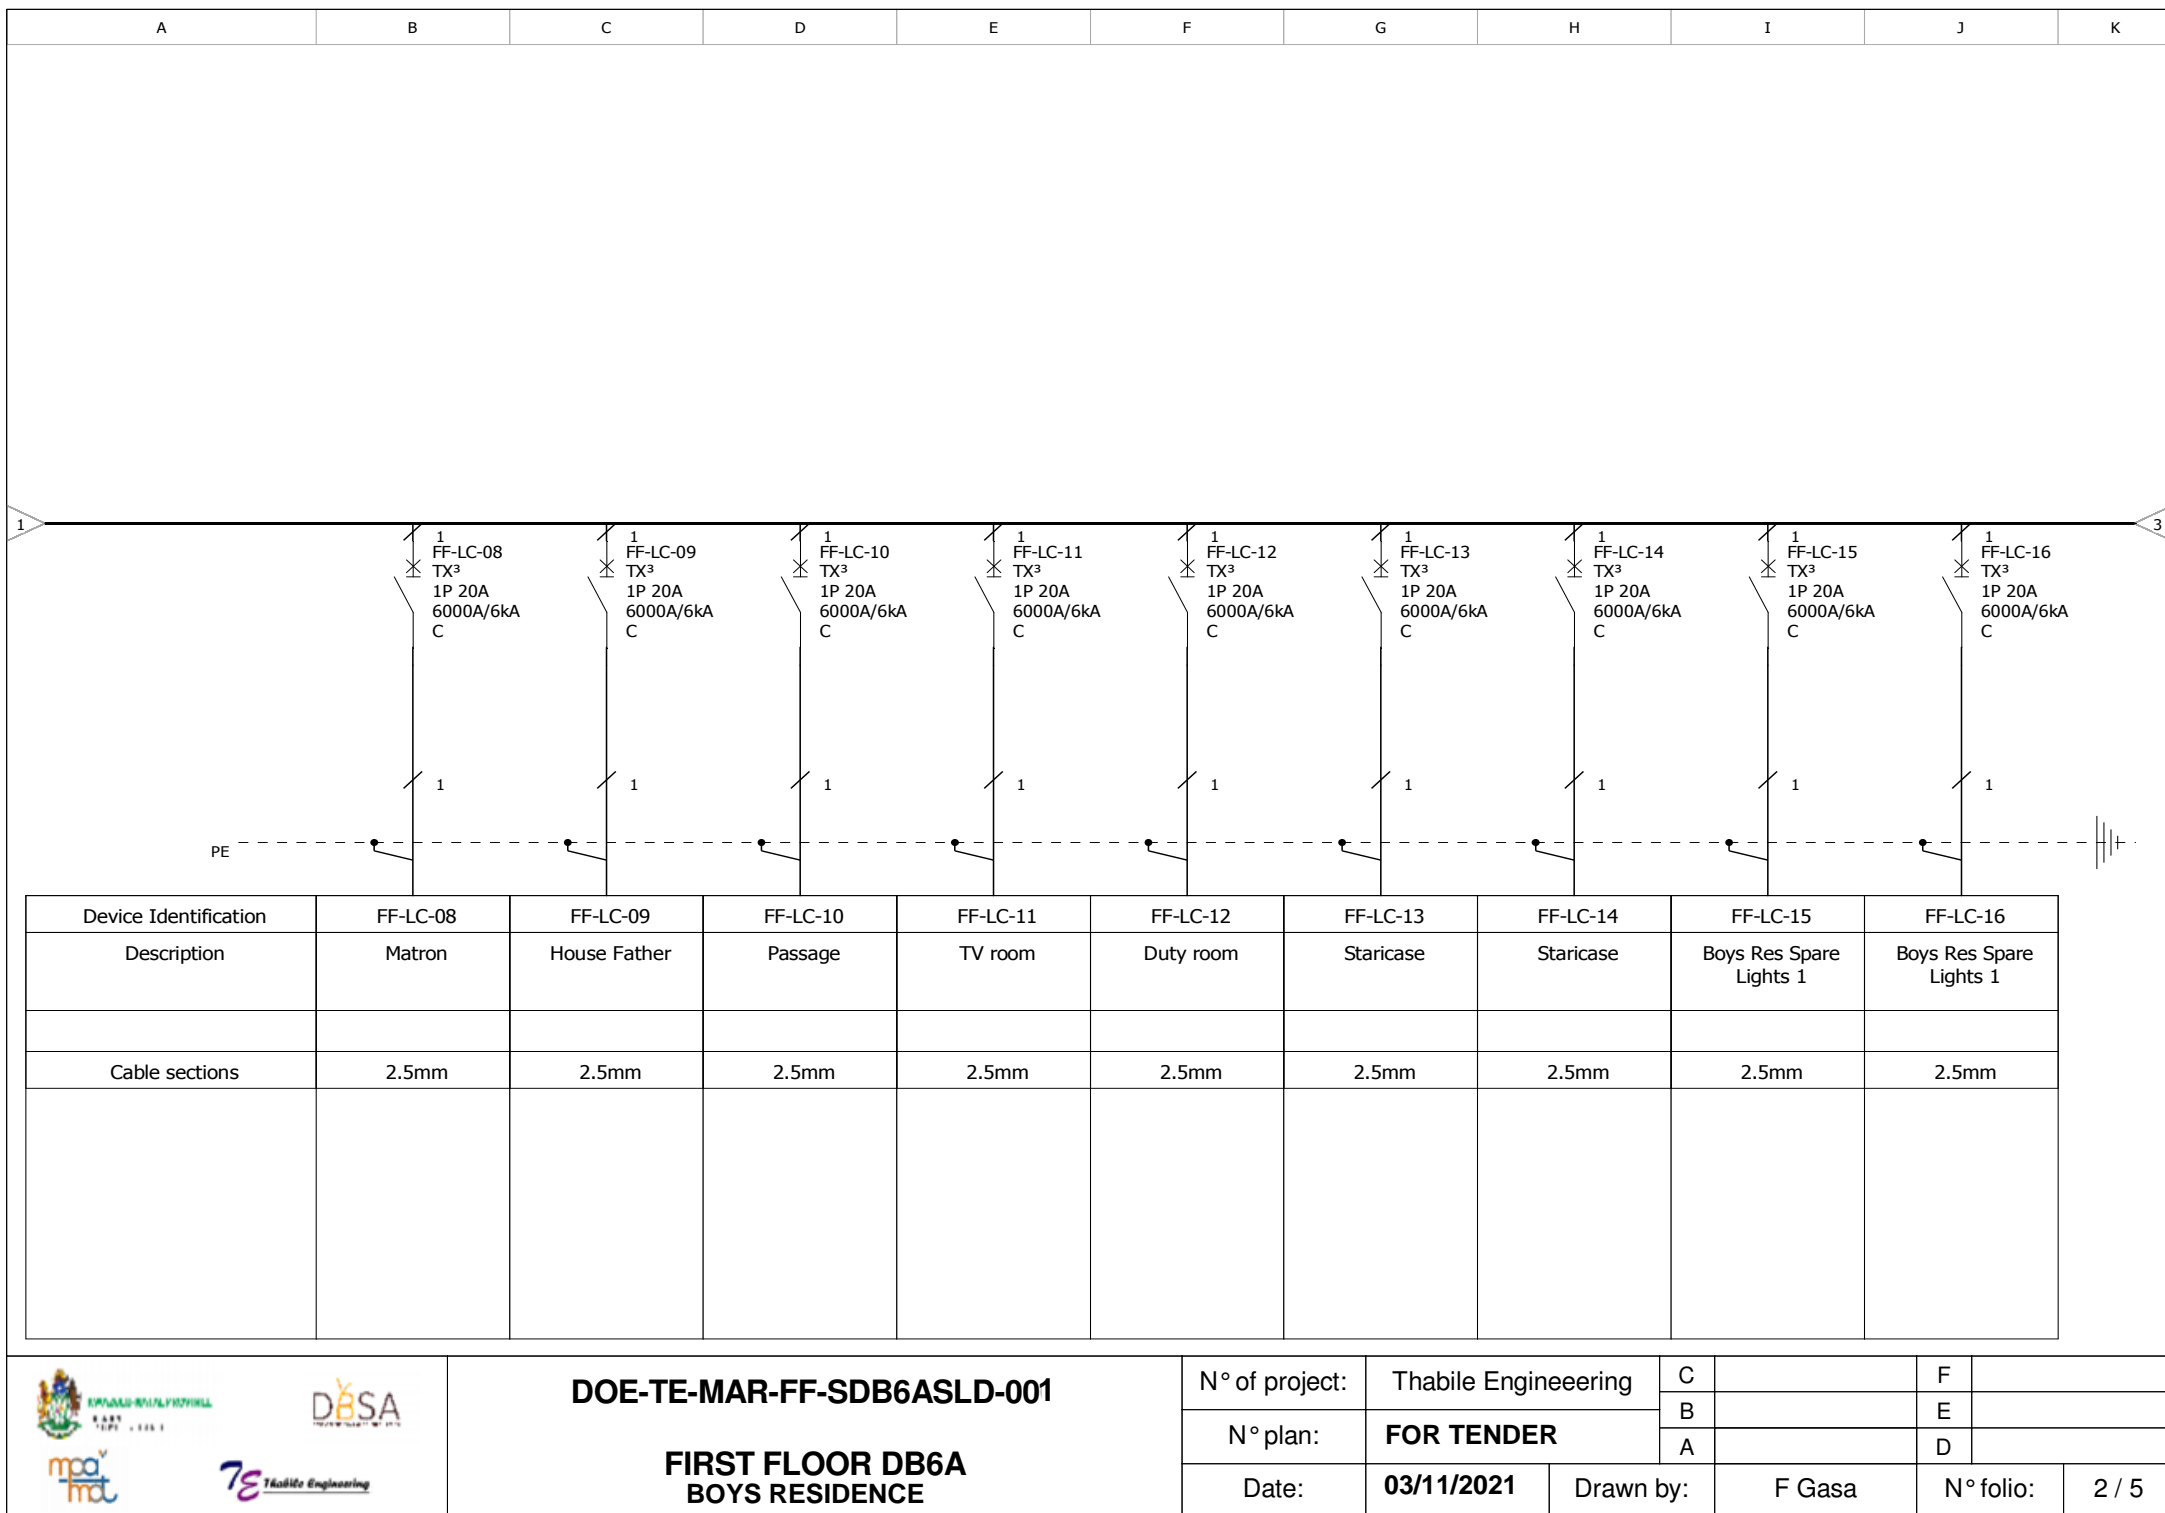 A B C D E F G H I J K
1 3
1 1 1 1 1 1 1 1 1
FF-LC-08 FF-LC-09 FF-LC-10 FF-LC-11 FF-LC-12 FF-LC-13 FF-LC-14 FF-LC-15 FF-LC-16
TX³ TX³ TX³ TX³ TX³ TX³ TX³ TX³ TX³
1P 20A 1P 20A 1P 20A 1P 20A 1P 20A 1P 20A 1P 20A 1P 20A 1P 20A
6000A/6kA 6000A/6kA 6000A/6kA 6000A/6kA 6000A/6kA 6000A/6kA 6000A/6kA 6000A/6kA 6000A/6kA
C C C C C C C C C
1 1 1 1 1 1 1 1 1
PE
Device Identification FF-LC-08 FF-LC-09 FF-LC-10 FF-LC-11 FF-LC-12 FF-LC-13 FF-LC-14 FF-LC-15 FF-LC-16
Description Matron House Father Passage TV room Duty room Staricase Staricase Boys Res Spare Boys Res Spare
Lights 1 Lights 1
Cable sections 2.5mm 2.5mm 2.5mm 2.5mm 2.5mm 2.5mm 2.5mm 2.5mm 2.5mm
DBSA
mpa
mot
TE Thabile Engineering
DOE-TE-MAR-FF-SDB6ASLD-001
FIRST FLOOR DB6A
BOYS RESIDENCE
N° of project: Thabile Engineeering C F
B E
N° plan: FOR TENDER A D
Date: 03/11/2021 Drawn by: F Gasa N° folio: 2 / 5